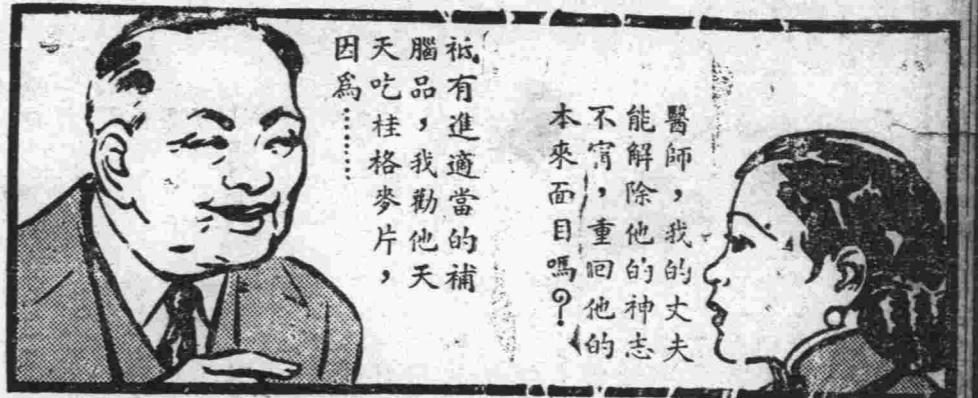 醫師，我的丈夫
能解除他的神志
不甯，重回他的
本來面目嗎？
祗有進適當的補
腦品，我勸他天
天吃桂格麥片，
因爲………